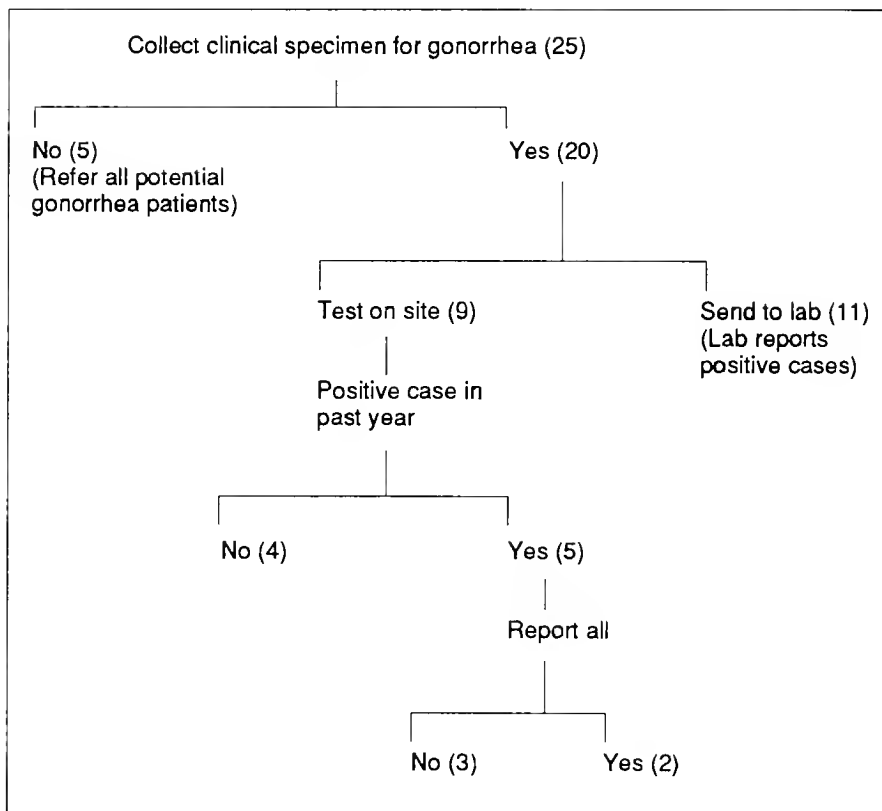 Collect clinical specimen for gonorrhea (25)
No (5)
(Refer all potential
gonorrhea patients)
Yes (20)
Test on site (9)
Send to lab (11)
(Lab reports
positive cases)
Positive case in
past year
No (4)
Yes (5)
Report all
No (3)
Yes (2)